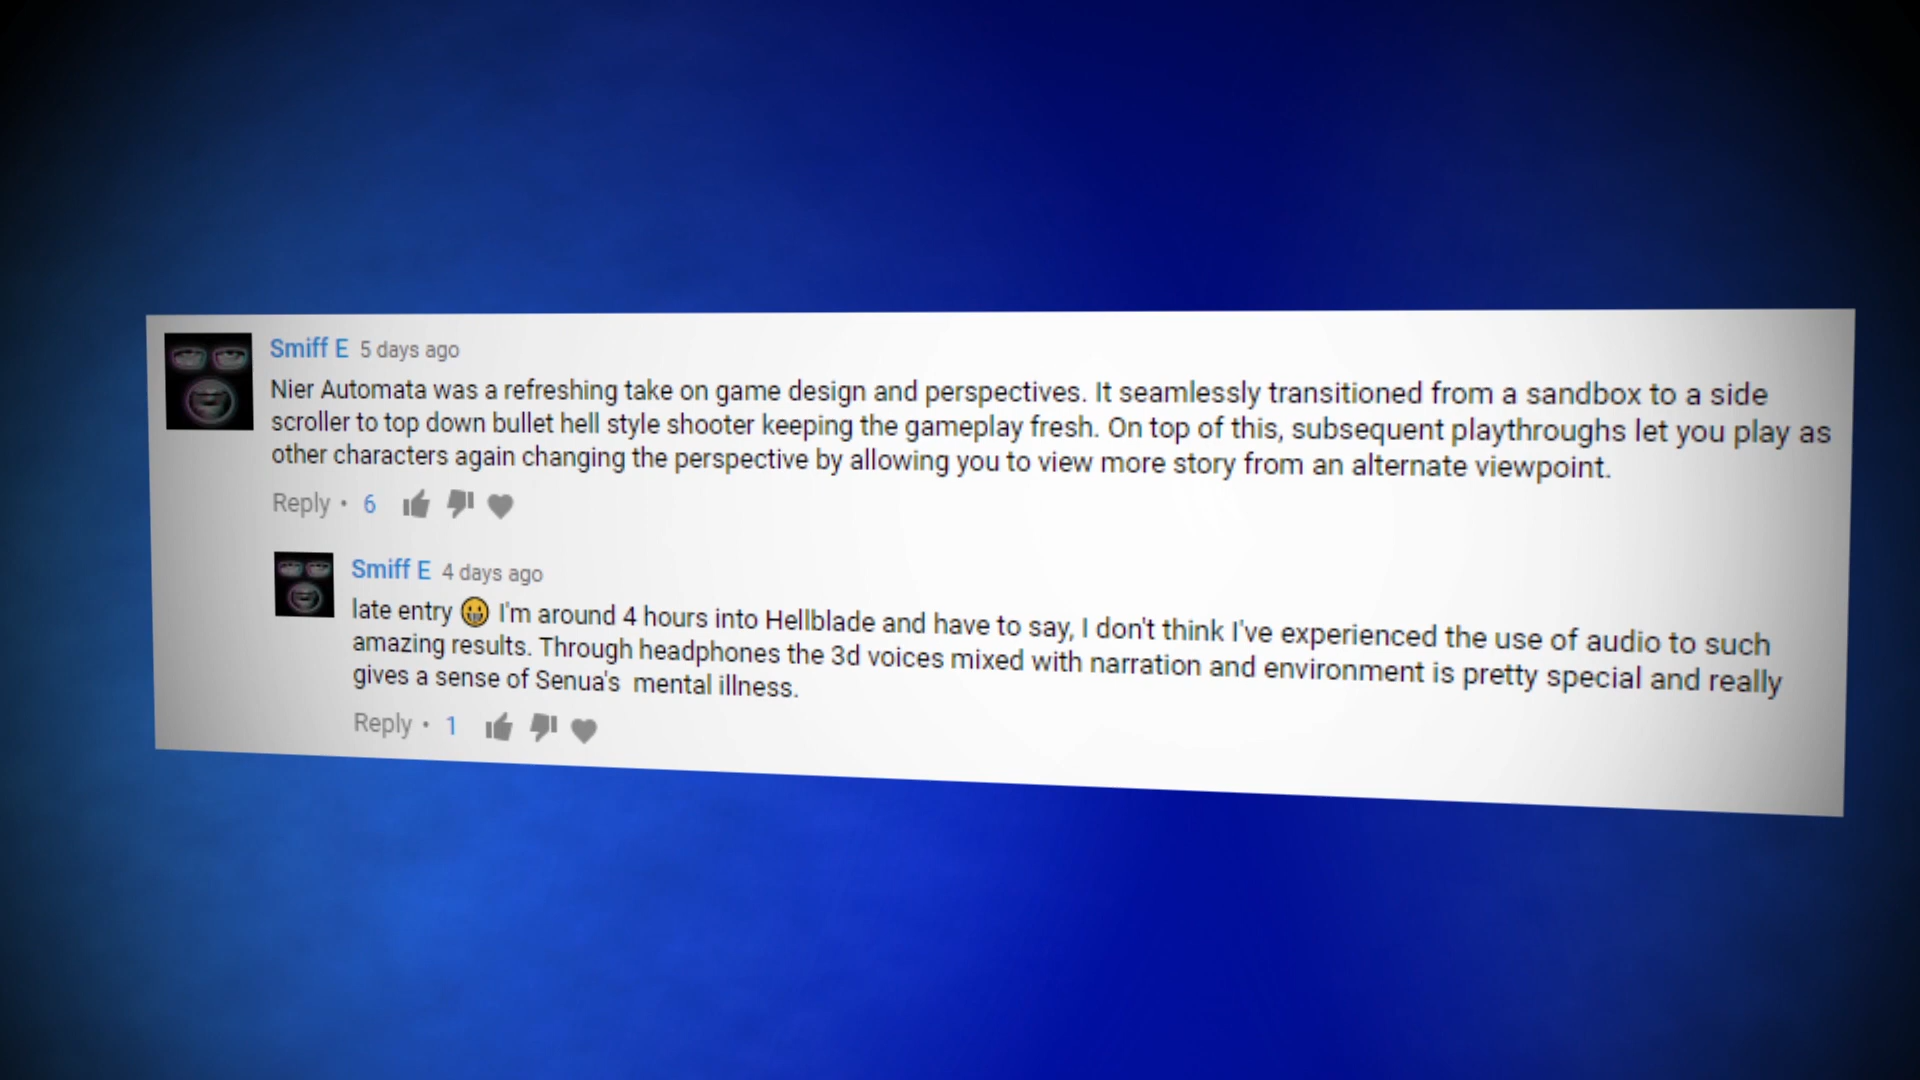 Smiff E 5 days ago
Nier Automata was a refreshing take on game design and perspectives. It seamlessly transitioned from a sandbox to a side
scroller to top down bullet hell style shooter keeping the gameplay fresh. On top of this, subsequent playthroughs let you play as
other characters again changing the perspective by allowing you to view more story from an alternate viewpoint.
Reply • 6
Smiff E 4 days ago
late entry 😀 I'm around 4 hours into Hellblade and have to say, I don't think I've experienced the use of audio to such
amazing results. Through headphones the 3d voices mixed with narration and environment is pretty special and really
gives a sense of Senua's  mental illness.
Reply • 1